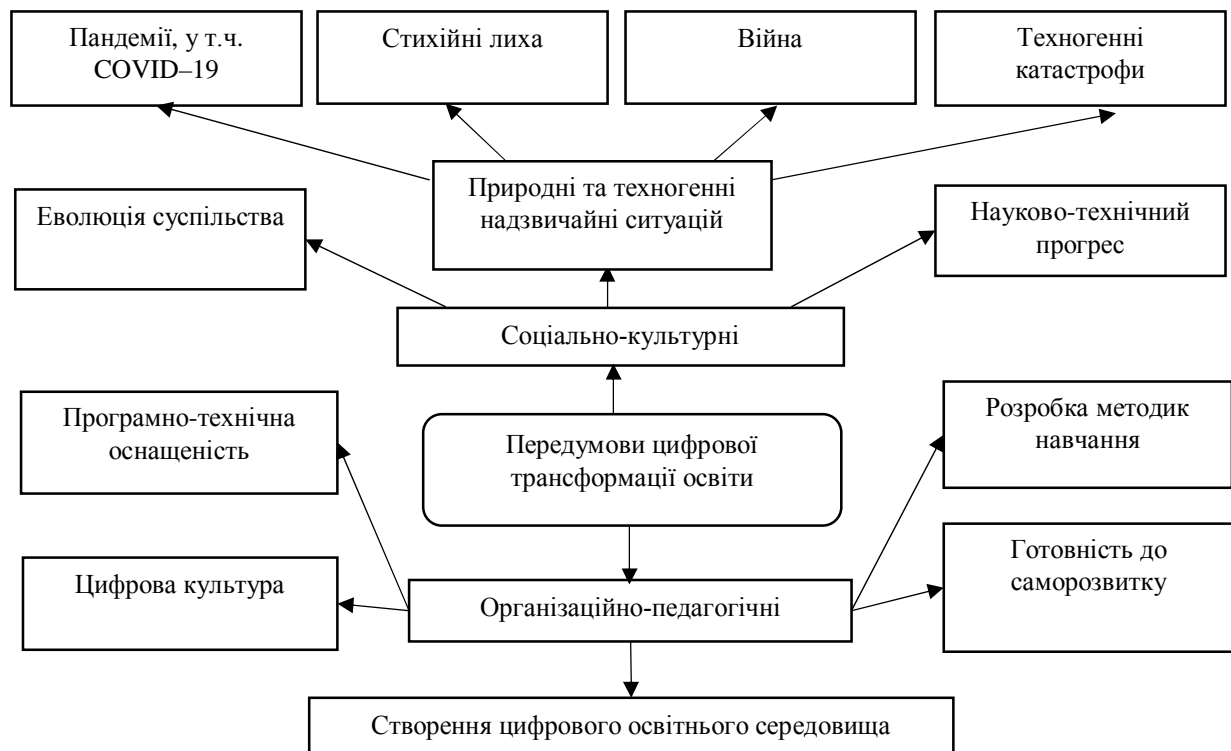 Пандемії, у т.ч.
COVID–19
Стихійні лиха
Війна
Техногенні
катастрофи
Природні та техногенні
надзвичайні ситуацій
Еволюція суспільства
Науково-технічний
прогрес
Соціально-культурні
Програмно-технічна
оснащеність
Передумови цифрової
трансформації освіти
Розробка методик
навчання
Цифрова культура
Організаційно-педагогічні
Готовність до
саморозвитку
Створення цифрового освітнього середовища